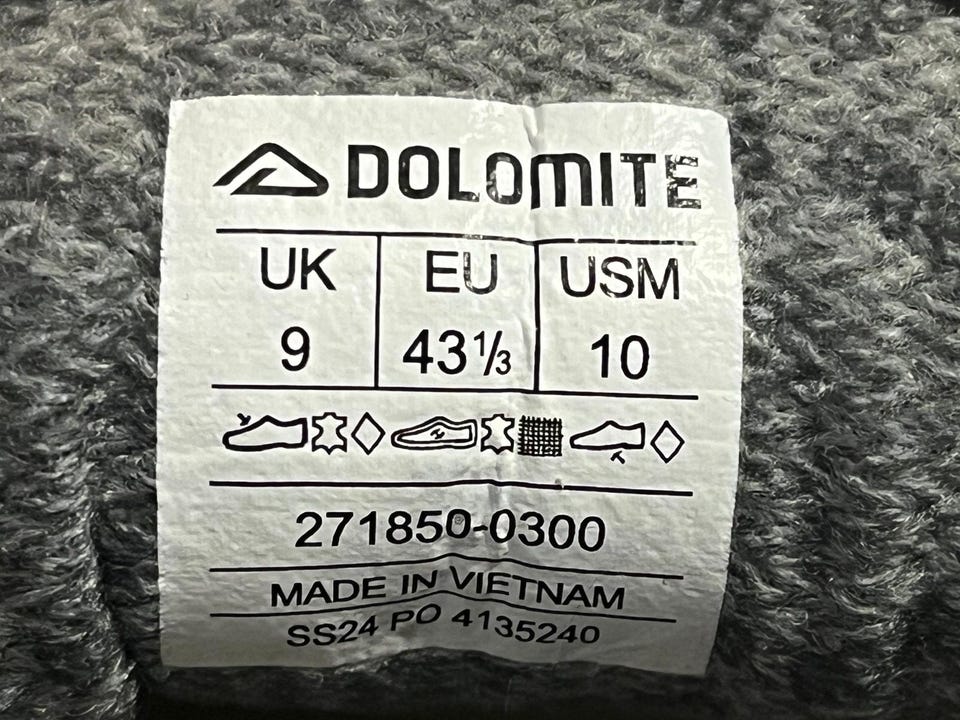 DOLOMITE
UK EU USM
9 43⅓ 10
271850-0300
MADE IN VIETNAM
SS24 PO 4135240